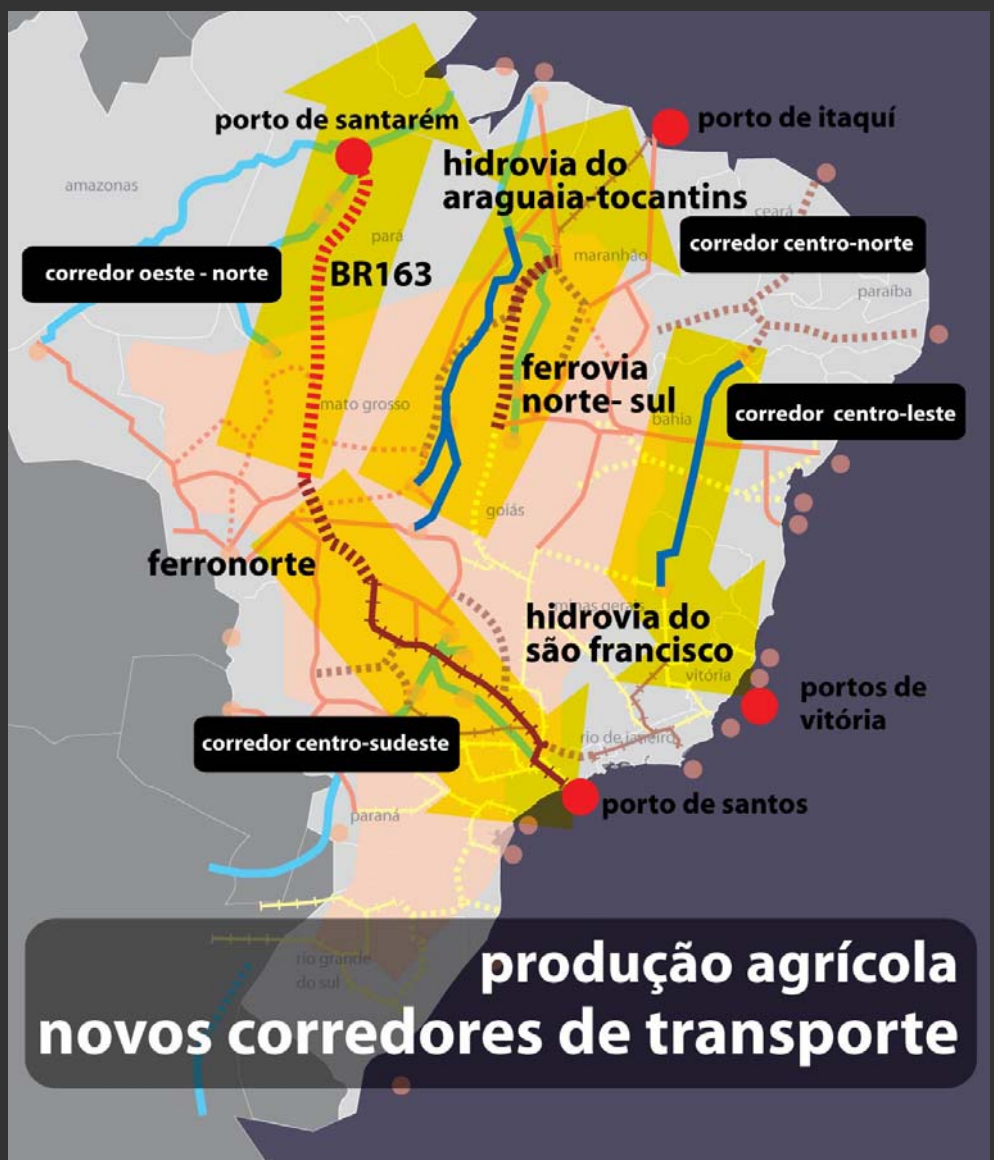 porto de santarém
porto de itaquí
hidrovia do
araguaia-tocantins
amazonas
ceará
pará
corredor centro-norte
maranhão
corredor oeste - norte
BR163
paraíba
ferrovia
norte- sul
mato grosso
bahia
corredor centro-leste
goiás
ferronorte
minas gerais
hidrovia do
são francisco
vitória
portos de
vitória
corredor centro-sudeste
rio de janeiro
porto de santos
paraná
produção agrícola
rio grande
do sul
novos corredores de transporte